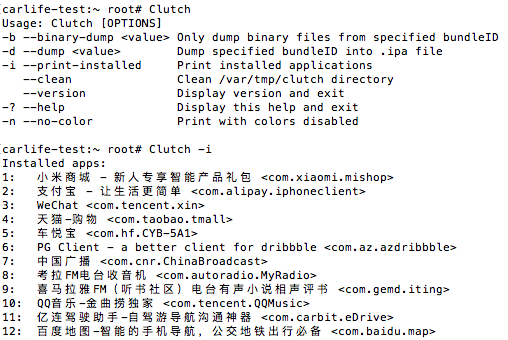 carlife-test:~ root# Clutch
Usage: Clutch [OPTIONS]
-b --binary-dump <value> Only dump binary files from specified bundleID
-d --dump <value>        Dump specified bundleID into .ipa file
-i --print-installed     Print installed applications
   --clean               Clean /var/tmp/clutch directory
   --version             Display version and exit
-? --help                Display this help and exit
-n --no-color            Print with colors disabled
[carlife-test:~ root# Clutch -i
Installed apps:
1:   小米商城 - 新人专享智能产品礼包 <com.xiaomi.mishop>
2:   支付宝 - 让生活更简单 <com.alipay.iphoneclient>
3:   WeChat <com.tencent.xin>
4:   天猫-购物 <com.taobao.tmall>
5:   车悦宝 <com.hf.CYB-5A1>
6:   PG Client - a better client for dribbble <com.az.azdribbble>
7:   中国广播 <com.cnr.ChinaBroadcast>
8:   考拉FM电台收音机 <com.autoradio.MyRadio>
9:   喜马拉雅FM(听书社区)电台有声小说相声评书 <com.gemd.iting>
10:  QQ音乐-金曲捞独家 <com.tencent.QQMusic>
11:  亿连驾驶助手-自驾游导航沟通神器 <com.carbit.eDrive>
12:  百度地图-智能的手机导航，公交地铁出行必备 <com.baidu.map>